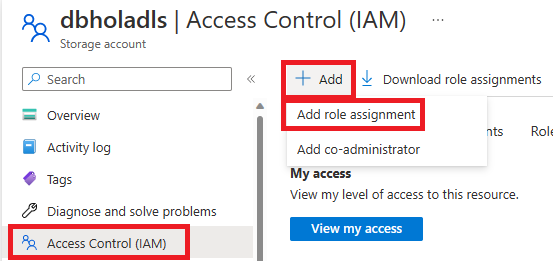 dbholadls | Access Control (IAM) ...
Storage account
Search
«
+ Add
Download role assignments
Overview
Add role assignment
nts
Roles
Activity log
Add co-administrator
Tags
My access
View my level of access to this resource.
Diagnose and solve problems
View my access
Access Control (IAM)